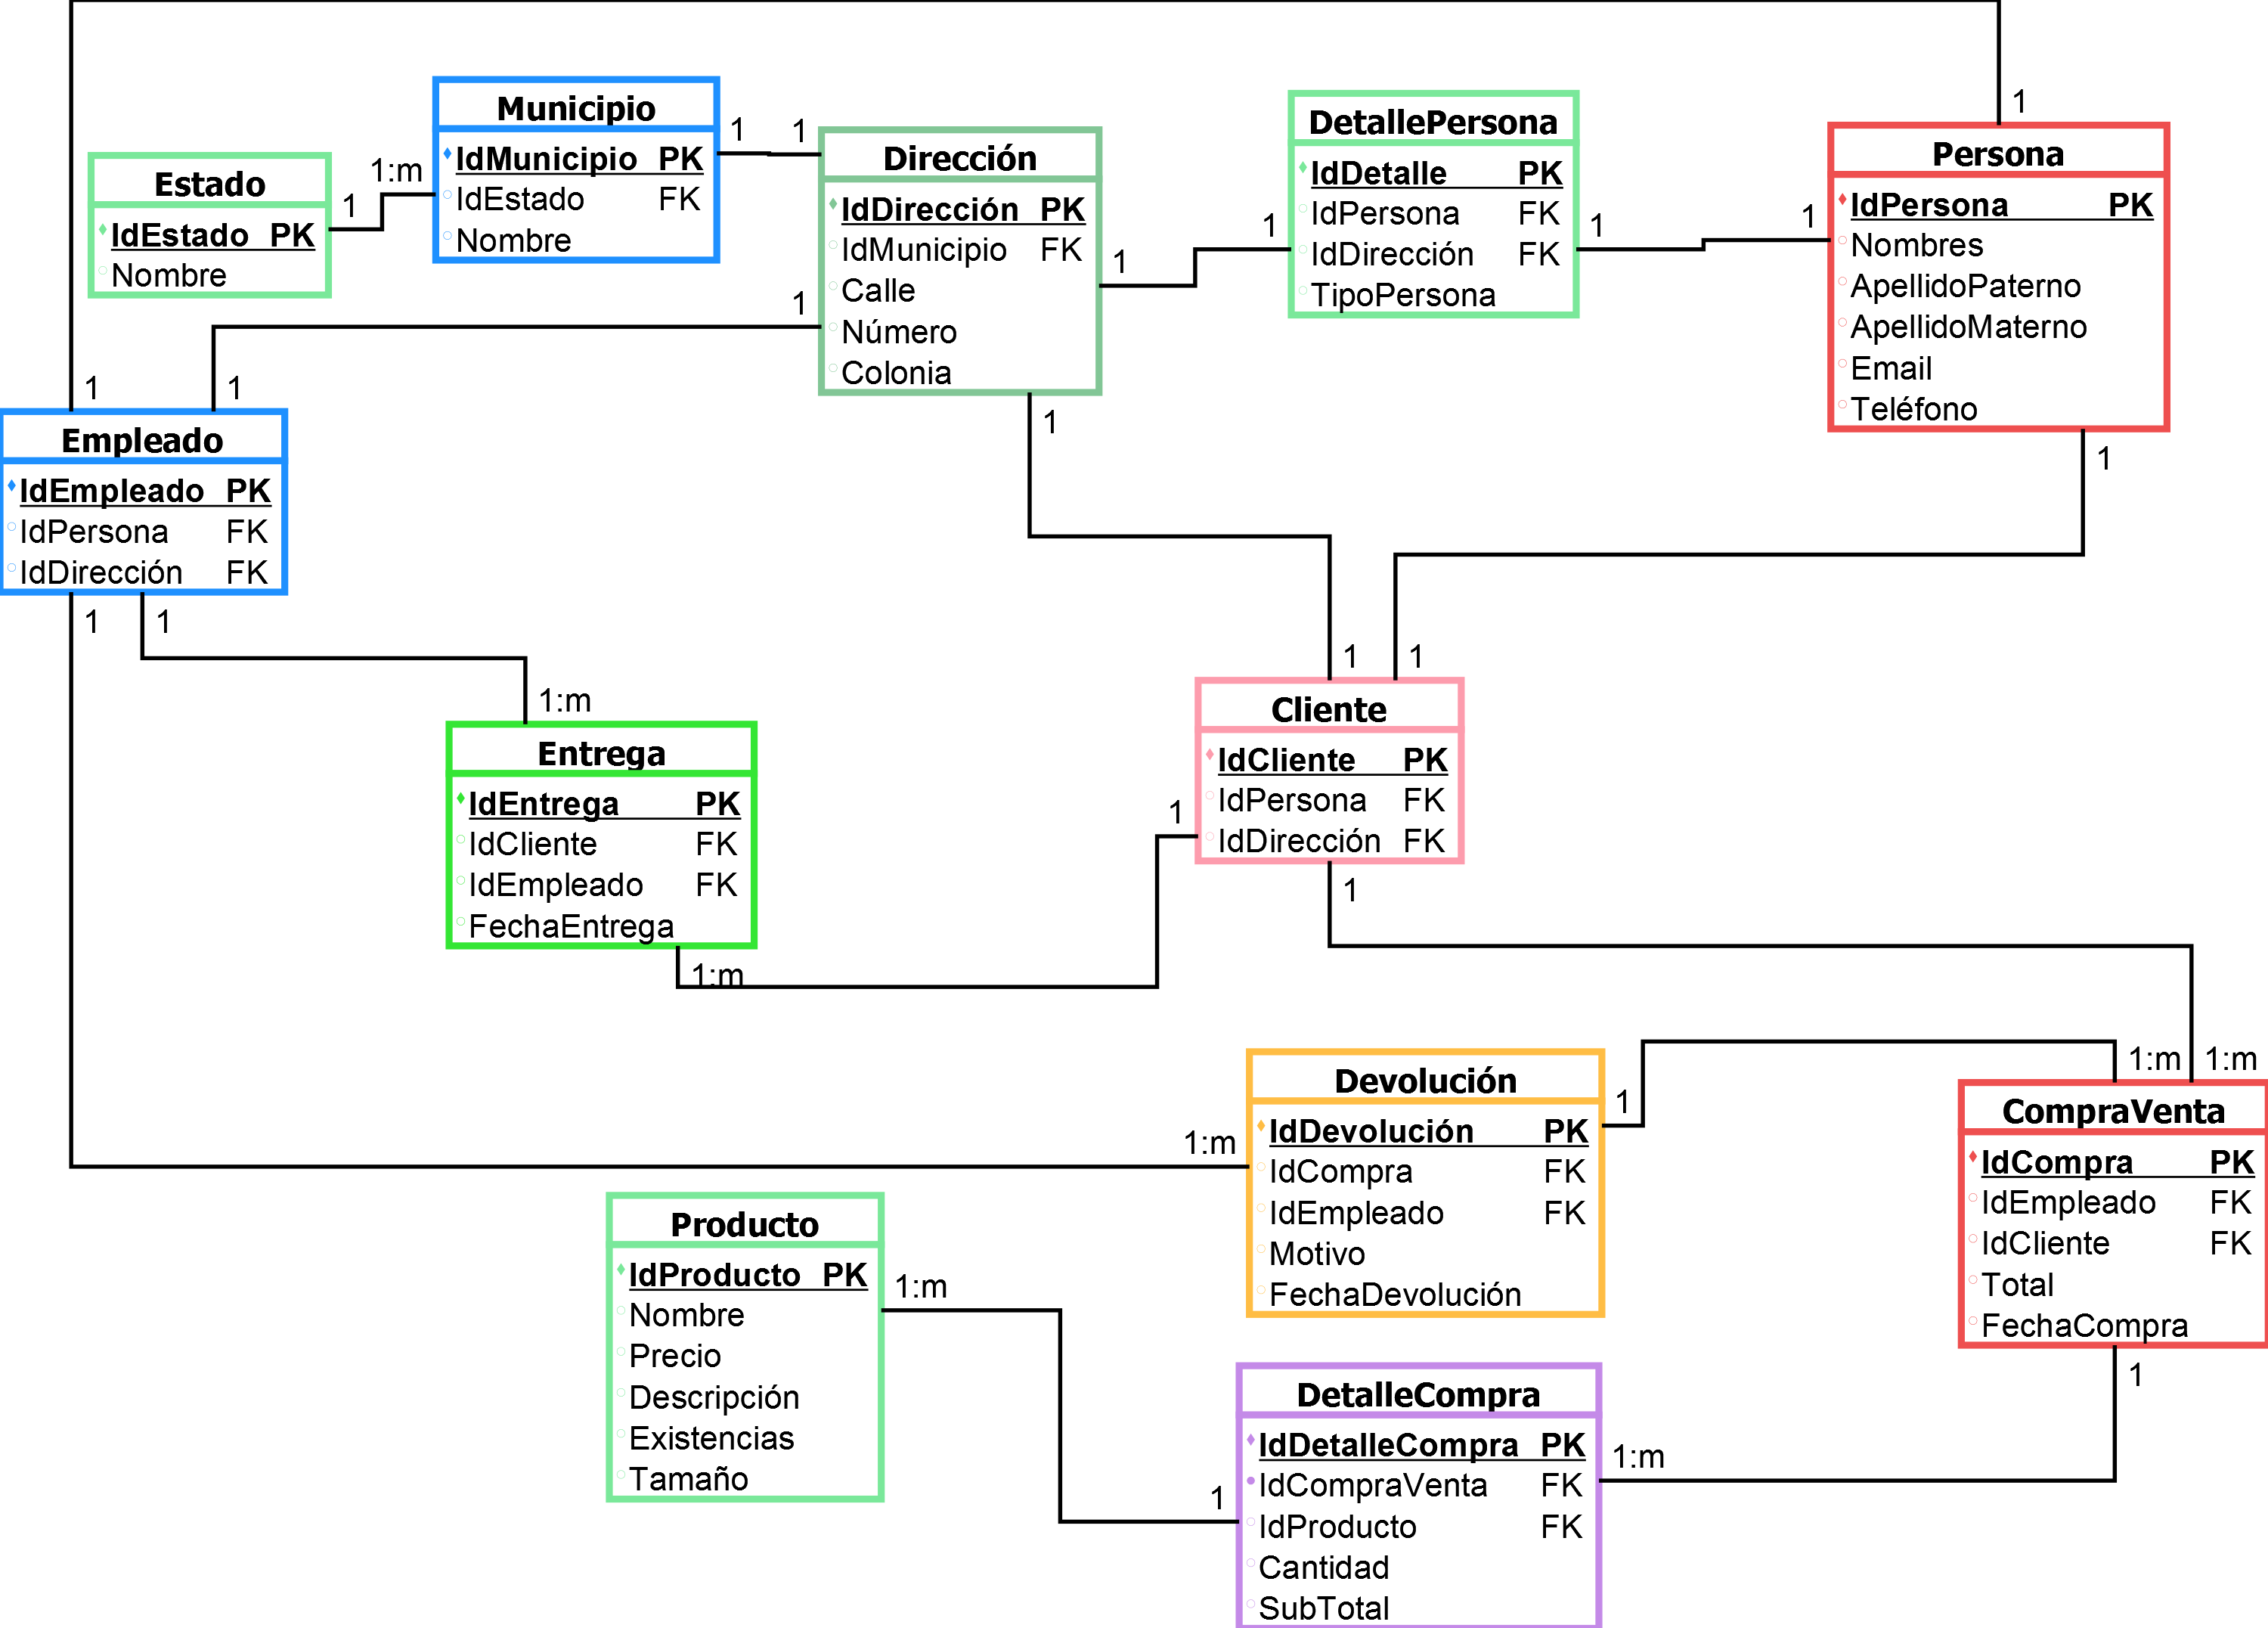 1
Municipio
IdMunicipio PK
IdEstado FK
Nombre
1
1
1:m
1
Estado
IdEstado PK
Nombre
Dirección
IdDirección PK
IdMunicipio FK
Calle
Número
Colonia
1
1
1
DetallePersona
IdDetalle PK
IdPersona FK
IdDirección FK
TipoPersona
1
1
1
Persona
IdPersona PK
Nombres
ApellidoPaterno
ApellidoMaterno
Email
Teléfono
1
1
1
Empleado
IdEmpleado PK
IdPersona FK
IdDirección FK
1
1
1:m
Entrega
IdEntrega PK
IdCliente FK
IdEmpleado FK
FechaEntrega
1:m
1
1
Cliente
IdCliente PK
IdPersona FK
IdDirección FK
1
1
1:m
Devolución
IdDevolución PK
IdCompra FK
IdEmpleado FK
Motivo
FechaDevolución
1
1:m
1:m
CompraVenta
IdCompra PK
IdEmpleado FK
IdCliente FK
Total
FechaCompra
1
Producto
IdProducto PK
Nombre
Precio
Descripción
Existencias
Tamaño
1:m
1
DetalleCompra
IdDetalleCompra PK
IdCompraVenta FK
IdProducto FK
Cantidad
SubTotal
1:m